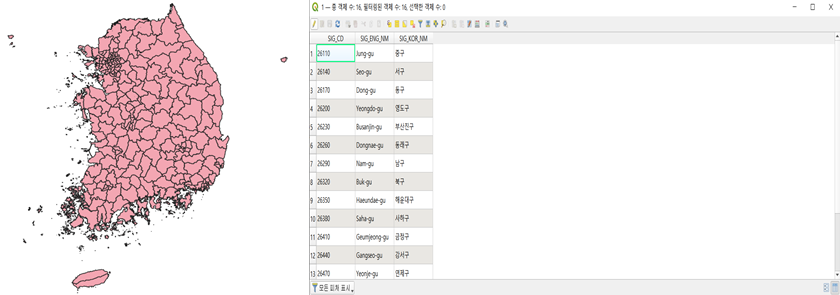 1 — 총 객체 수: 16, 필터링된 객체 수: 16, 선택한 객체 수: 0
SIG_CD SIG_ENG_NM SIG_KOR_NM
1 26110 Jung-gu 중구
2 26140 Seo-gu 서구
3 26170 Dong-gu 동구
4 26200 Yeongdo-gu 영도구
5 26230 Busanjin-gu 부산진구
6 26260 Dongnae-gu 동래구
7 26290 Nam-gu 남구
8 26320 Buk-gu 북구
9 26350 Haeundae-gu 해운대구
10 26380 Saha-gu 사하구
11 26410 Geumjeong-gu 금정구
12 26440 Gangseo-gu 강서구
13 26470 Yeonje-gu 연제구
모든 피처 표시